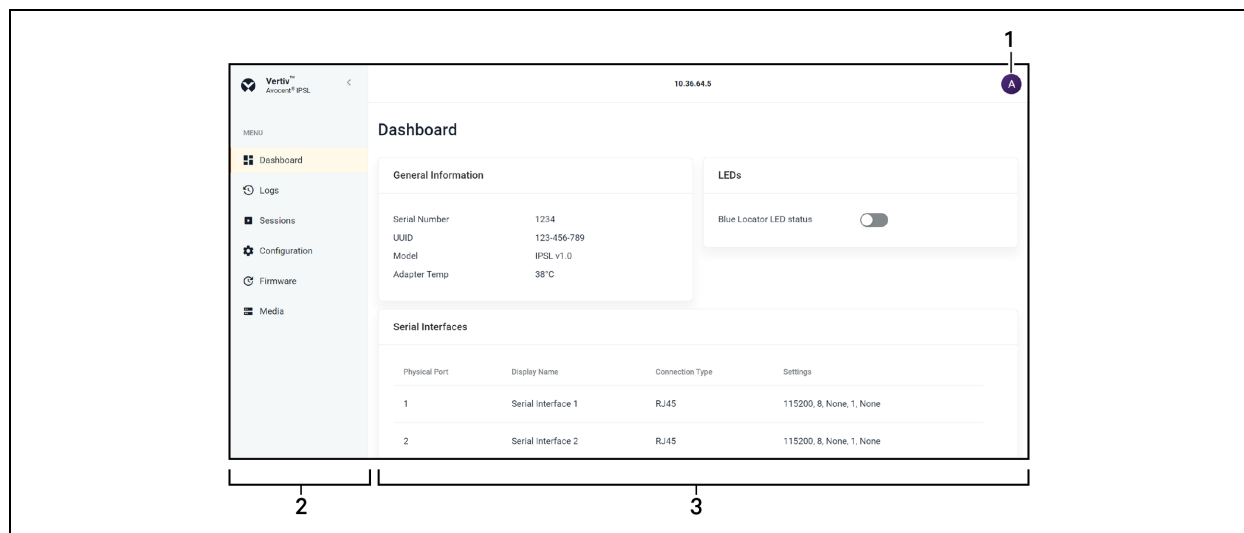 1
Vertiv™
Avocent® IPSL
<
10.36.64.5
A
MENU
Dashboard
Logs
Sessions
Configuration
Firmware
Media
Dashboard
General Information
Serial Number 1234
UUID 123-456-789
Model IPSL v1.0
Adapter Temp 38°C
LEDs
Blue Locator LED status
Serial Interfaces
Physical Port Display Name Connection Type Settings
1 Serial Interface 1 RJ45 115200, 8, None, 1, None
2 Serial Interface 2 RJ45 115200, 8, None, 1, None
2
3